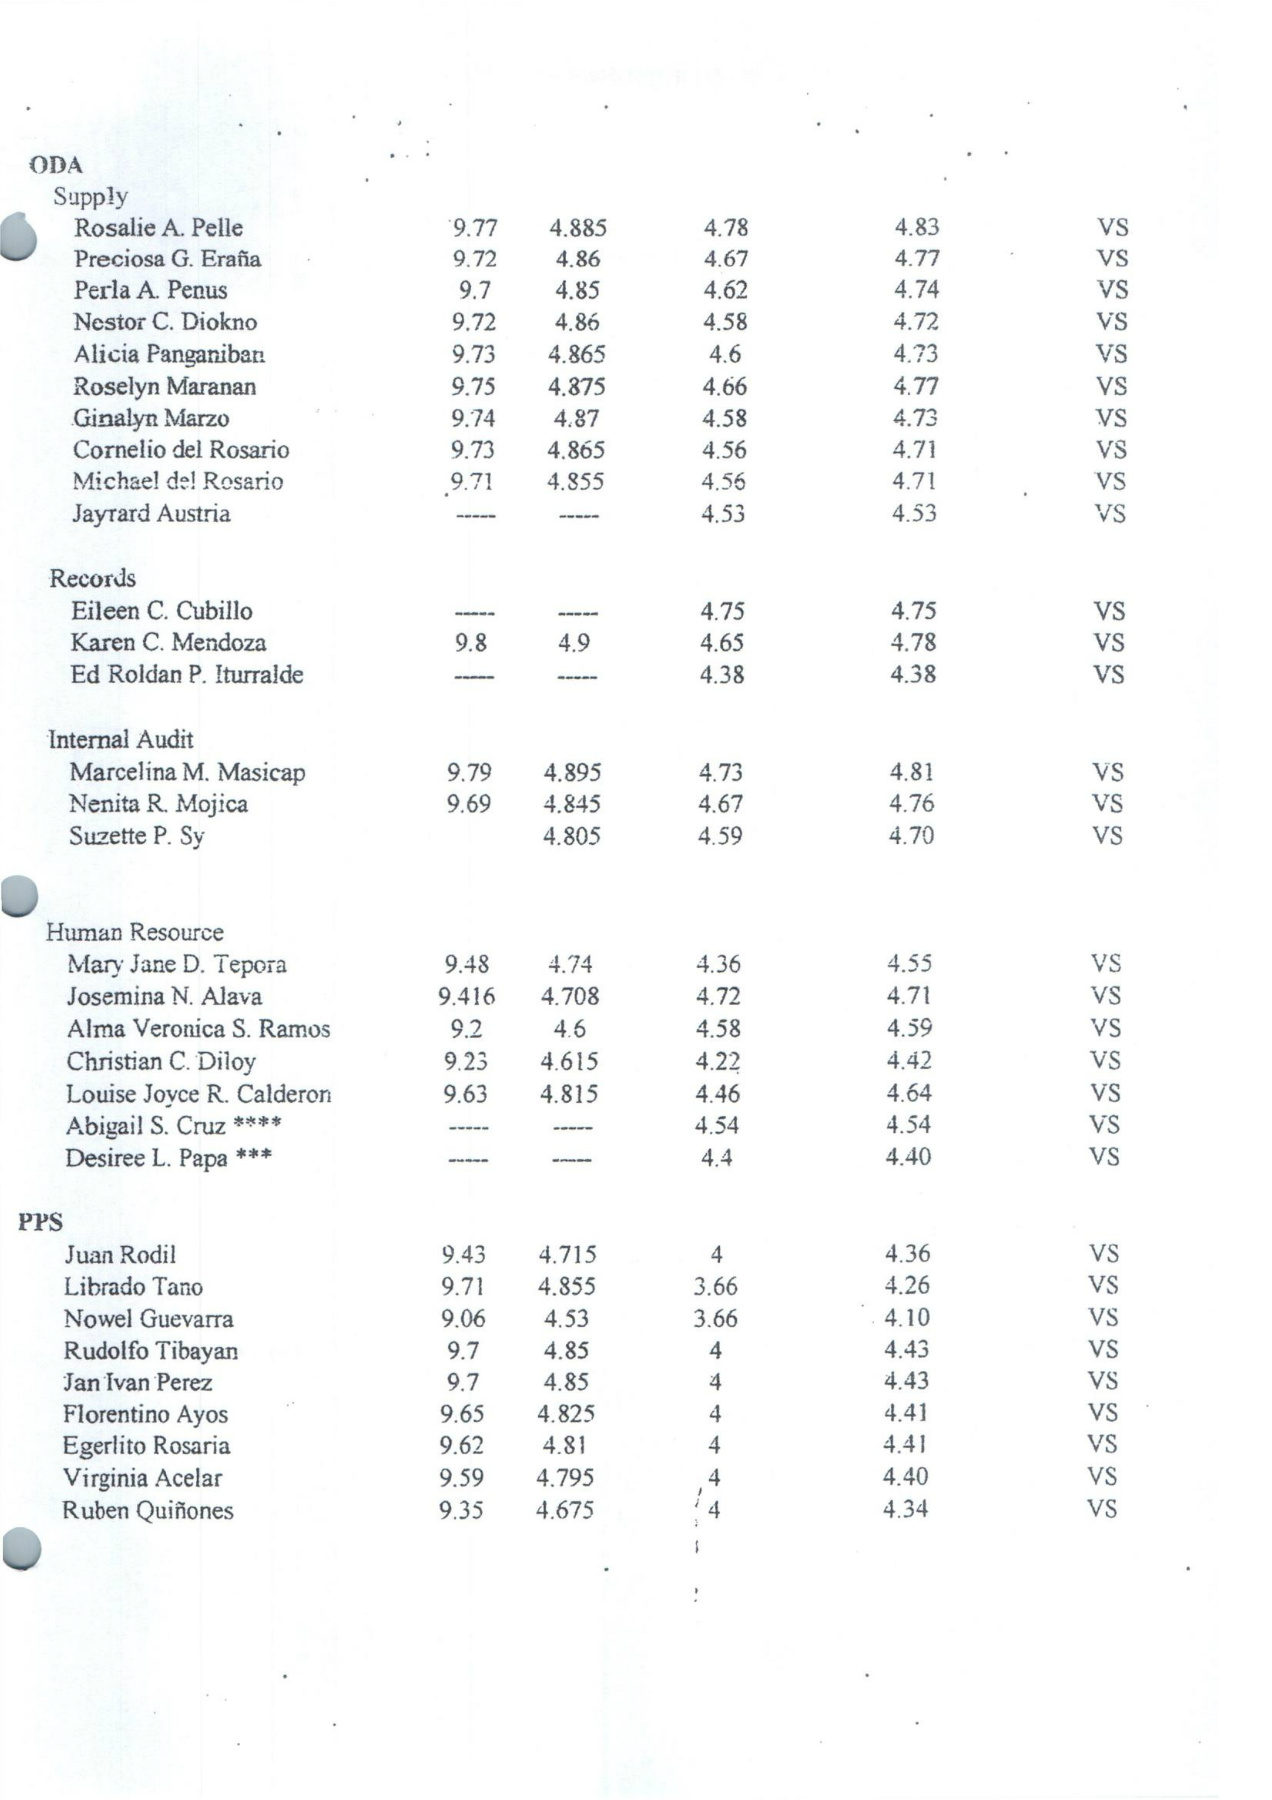 ODA
Supply
Rosalie A. Pelle 9.77 4.885 4.78 4.83 VS
Preciosa G. Eraña 9.72 4.86 4.67 4.77 VS
Perla A. Penus 9.7 4.85 4.62 4.74 VS
Nestor C. Diokno 9.72 4.86 4.58 4.72 VS
Alicia Panganiban 9.73 4.865 4.6 4.73 VS
Roselyn Maranan 9.75 4.875 4.66 4.77 VS
Ginalyn Marzo 9.74 4.87 4.58 4.73 VS
Cornelio del Rosario 9.73 4.865 4.56 4.71 VS
Michael del Rosario 9.71 4.855 4.56 4.71 VS
Jayrard Austria ----- ----- 4.53 4.53 VS
Records
Eileen C. Cubillo ----- ----- 4.75 4.75 VS
Karen C. Mendoza 9.8 4.9 4.65 4.78 VS
Ed Roldan P. Iturralde ----- ----- 4.38 4.38 VS
Internal Audit
Marcelina M. Masicap 9.79 4.895 4.73 4.81 VS
Nenita R. Mojica 9.69 4.845 4.67 4.76 VS
Suzette P. Sy 4.805 4.59 4.70 VS
Human Resource
Mary Jane D. Tepora 9.48 4.74 4.36 4.55 VS
Josemina N. Alava 9.416 4.708 4.72 4.71 VS
Alma Veronica S. Ramos 9.2 4.6 4.58 4.59 VS
Christian C. Diloy 9.23 4.615 4.22 4.42 VS
Louise Joyce R. Calderon 9.63 4.815 4.46 4.64 VS
Abigail S. Cruz **** ----- ----- 4.54 4.54 VS
Desiree L. Papa *** ----- ----- 4.4 4.40 VS
PPS
Juan Rodil 9.43 4.715 4 4.36 VS
Librado Tano 9.71 4.855 3.66 4.26 VS
Nowel Guevarra 9.06 4.53 3.66 4.10 VS
Rudolfo Tibayan 9.7 4.85 4 4.43 VS
Jan Ivan Perez 9.7 4.85 4 4.43 VS
Florentino Ayos 9.65 4.825 4 4.41 VS
Egerlito Rosaria 9.62 4.81 4 4.41 VS
Virginia Acelar 9.59 4.795 4 4.40 VS
Ruben Quiñones 9.35 4.675 4 4.34 VS